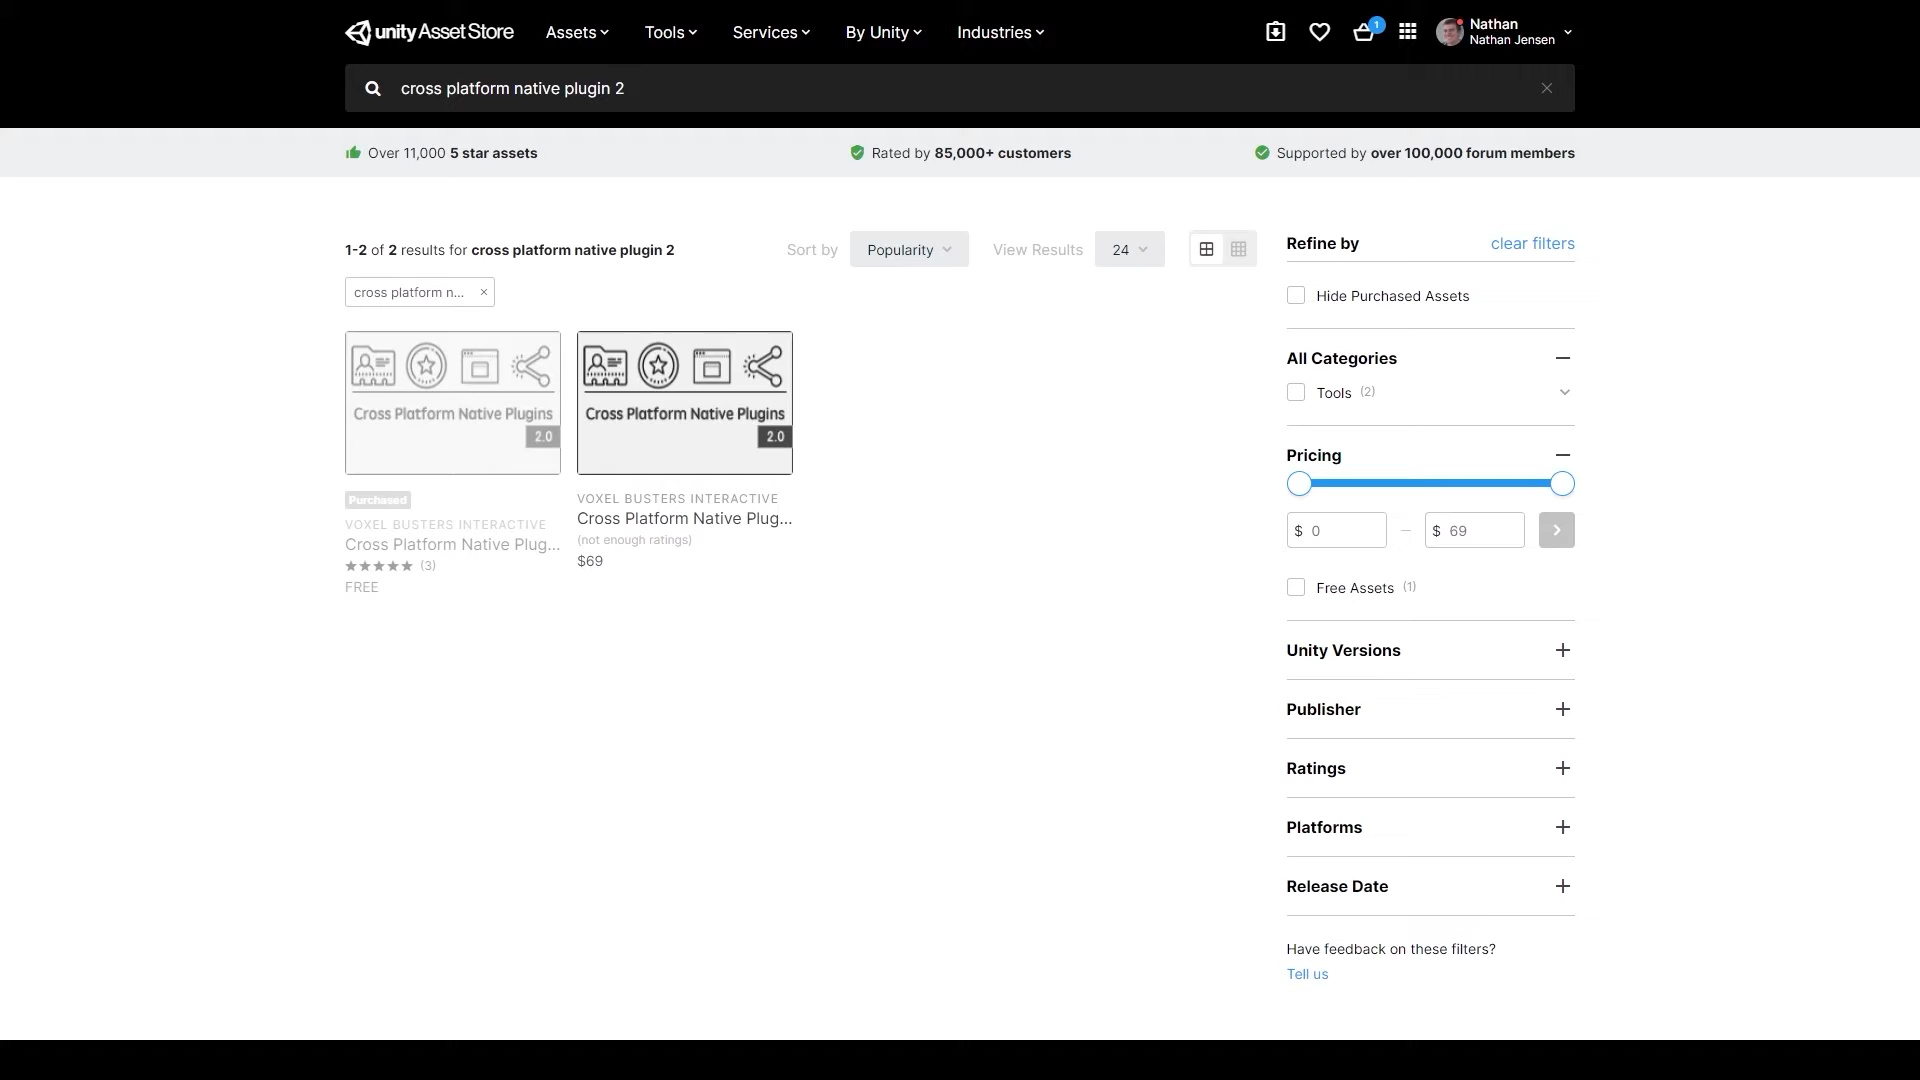 unity Asset Store
Assets
Tools
Services
By Unity
Industries
1
Nathan
Nathan Jensen
cross platform native plugin 2
Over 11,000 5 star assets
Rated by 85,000+ customers
Supported by over 100,000 forum members
1-2 of 2 results for cross platform native plugin 2
Sort by
Popularity
View Results
24
cross platform n...
Cross Platform Native Plugins
2.0
Purchased
VOXEL BUSTERS INTERACTIVE
Cross Platform Native Plug...
(3)
FREE
Cross Platform Native Plugins
2.0
VOXEL BUSTERS INTERACTIVE
Cross Platform Native Plug...
(not enough ratings)
$69
Refine by
clear filters
Hide Purchased Assets
All Categories
Tools (2)
Pricing
$ 0
$ 69
Free Assets (1)
Unity Versions
Publisher
Ratings
Platforms
Release Date
Have feedback on these filters?
Tell us